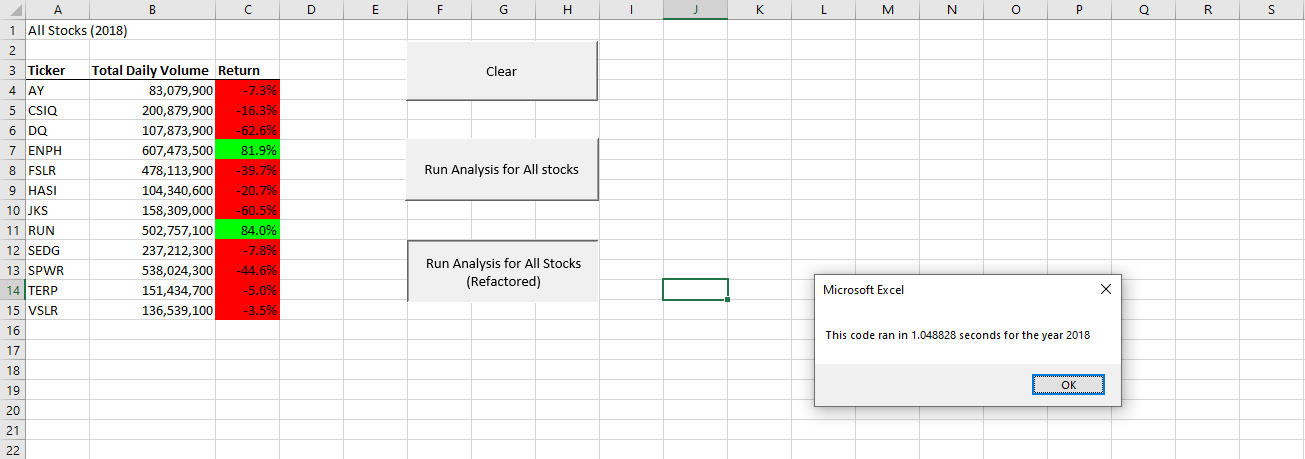 A B C D E F G H I J K L M N O P Q R S
1 All Stocks (2018)
2
3 Ticker Total Daily Volume Return
4 AY 83,079,900 -7.3%
5 CSIQ 200,879,900 -16.3%
6 DQ 107,873,900 -62.6%
7 ENPH 607,473,500 81.9%
8 FSLR 478,113,900 -39.7%
9 HASI 104,340,600 -20.7%
10 JKS 158,309,000 -60.5%
11 RUN 502,757,100 84.0%
12 SEDG 237,212,300 -7.8%
13 SPWR 538,024,300 -44.6%
14 TERP 151,434,700 -5.0%
15 VSLR 136,539,100 -3.5%
16
17
18
19
20
21
22
Clear
Run Analysis for All stocks
Run Analysis for All Stocks
(Refactored)
Microsoft Excel
This code ran in 1.048828 seconds for the year 2018
OK